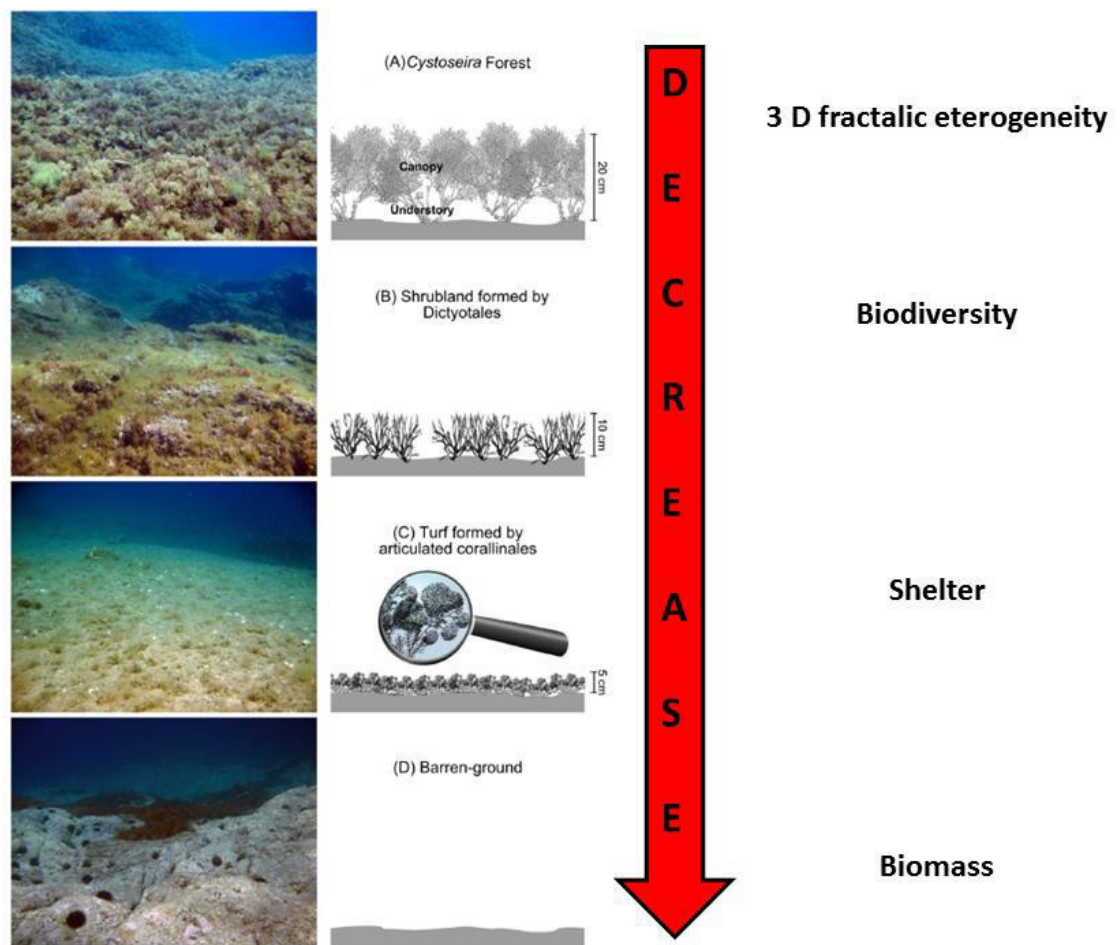 (A) Cystoseira Forest
Canopy
Understory
20 cm
(B) Shrubland formed by
Dictyotales
10 cm
(C) Turf formed by
articulated corallinales
5 cm
(D) Barren-ground
DECREASE
3 D fractalic eterogeneity
Biodiversity
Shelter
Biomass